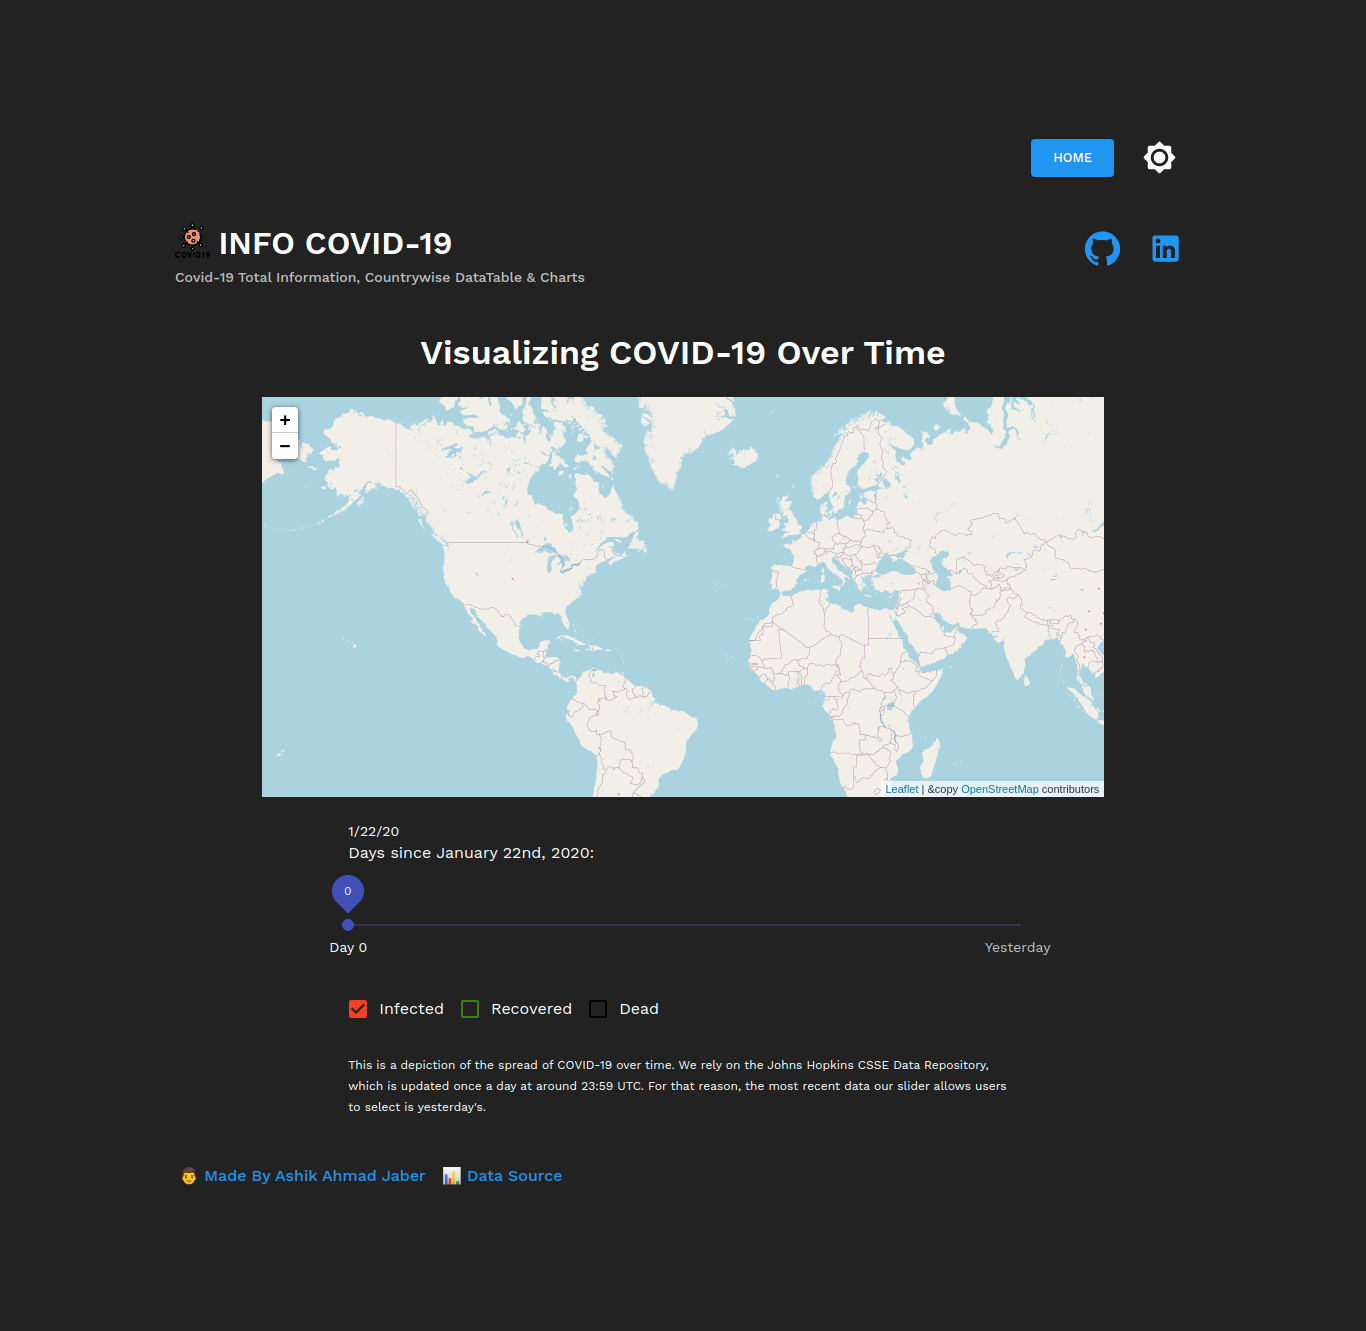 HOME
COVID19
INFO COVID-19
Covid-19 Total Information, Countrywise DataTable & Charts
Visualizing COVID-19 Over Time
+
−
Leaflet | &copy OpenStreetMap contributors
1/22/20
Days since January 22nd, 2020:
0
Day 0 Yesterday
Infected Recovered Dead
This is a depiction of the spread of COVID-19 over time. We rely on the Johns Hopkins CSSE Data Repository,
which is updated once a day at around 23:59 UTC. For that reason, the most recent data our slider allows users
to select is yesterday's.
Made By Ashik Ahmad Jaber Data Source